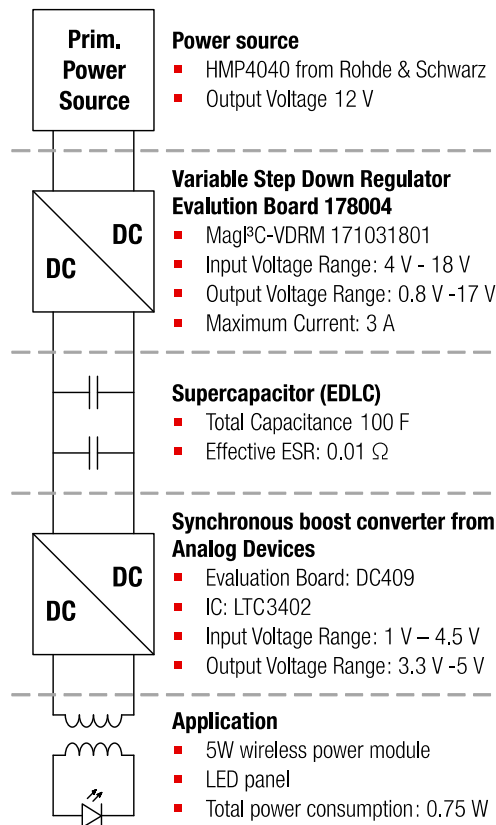 Prim.
Power
Source
Power source
HMP4040 from Rohde & Schwarz
Output Voltage 12 V
DC
DC
Variable Step Down Regulator
Evalution Board 178004
MagI³C-VDRM 171031801
Input Voltage Range: 4 V - 18 V
Output Voltage Range: 0.8 V -17 V
Maximum Current: 3 A
Supercapacitor (EDLC)
Total Capacitance 100 F
Effective ESR: 0.01 Ω
DC
DC
Synchronous boost converter from
Analog Devices
Evaluation Board: DC409
IC: LTC3402
Input Voltage Range: 1 V – 4.5 V
Output Voltage Range: 3.3 V -5 V
Application
5W wireless power module
LED panel
Total power consumption: 0.75 W